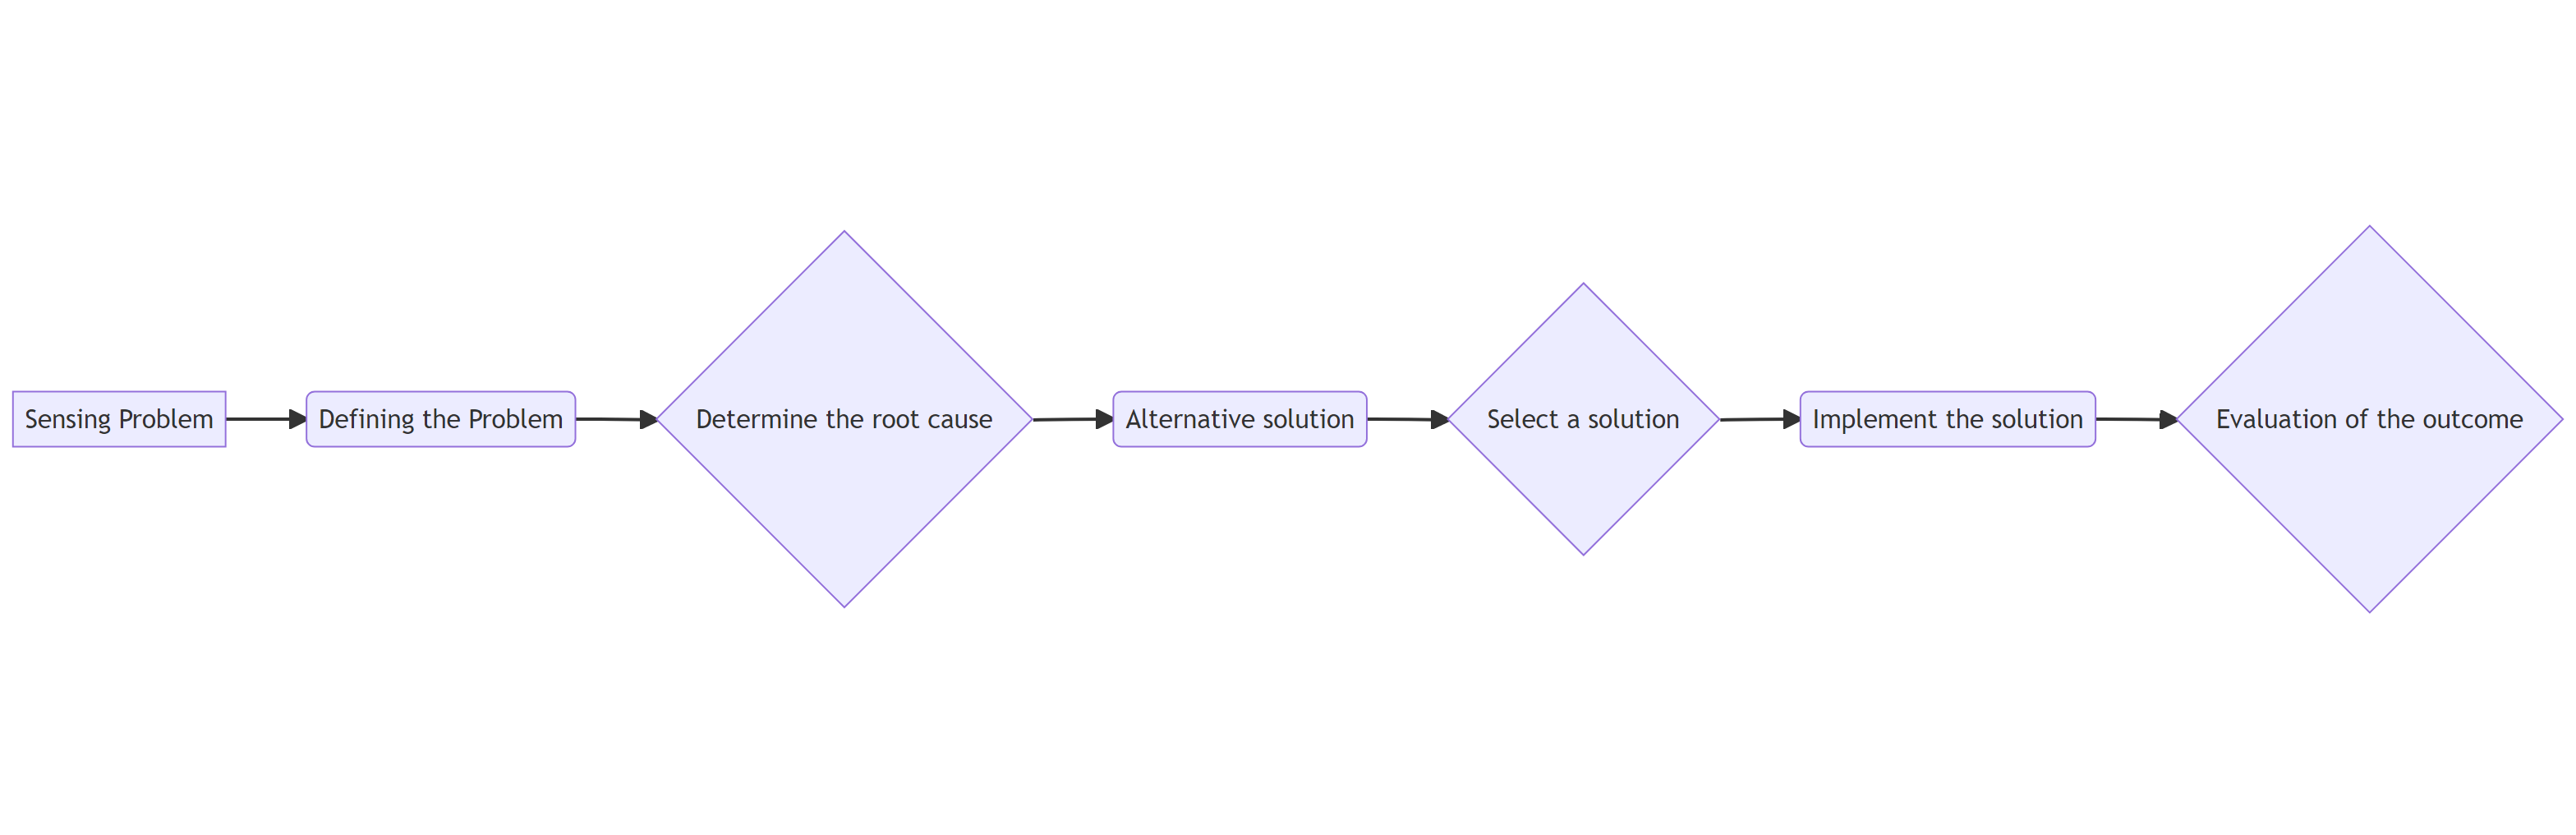 Sensing Problem
Defining the Problem
Determine the root cause
Alternative solution
Select a solution
Implement the solution
Evaluation of the outcome